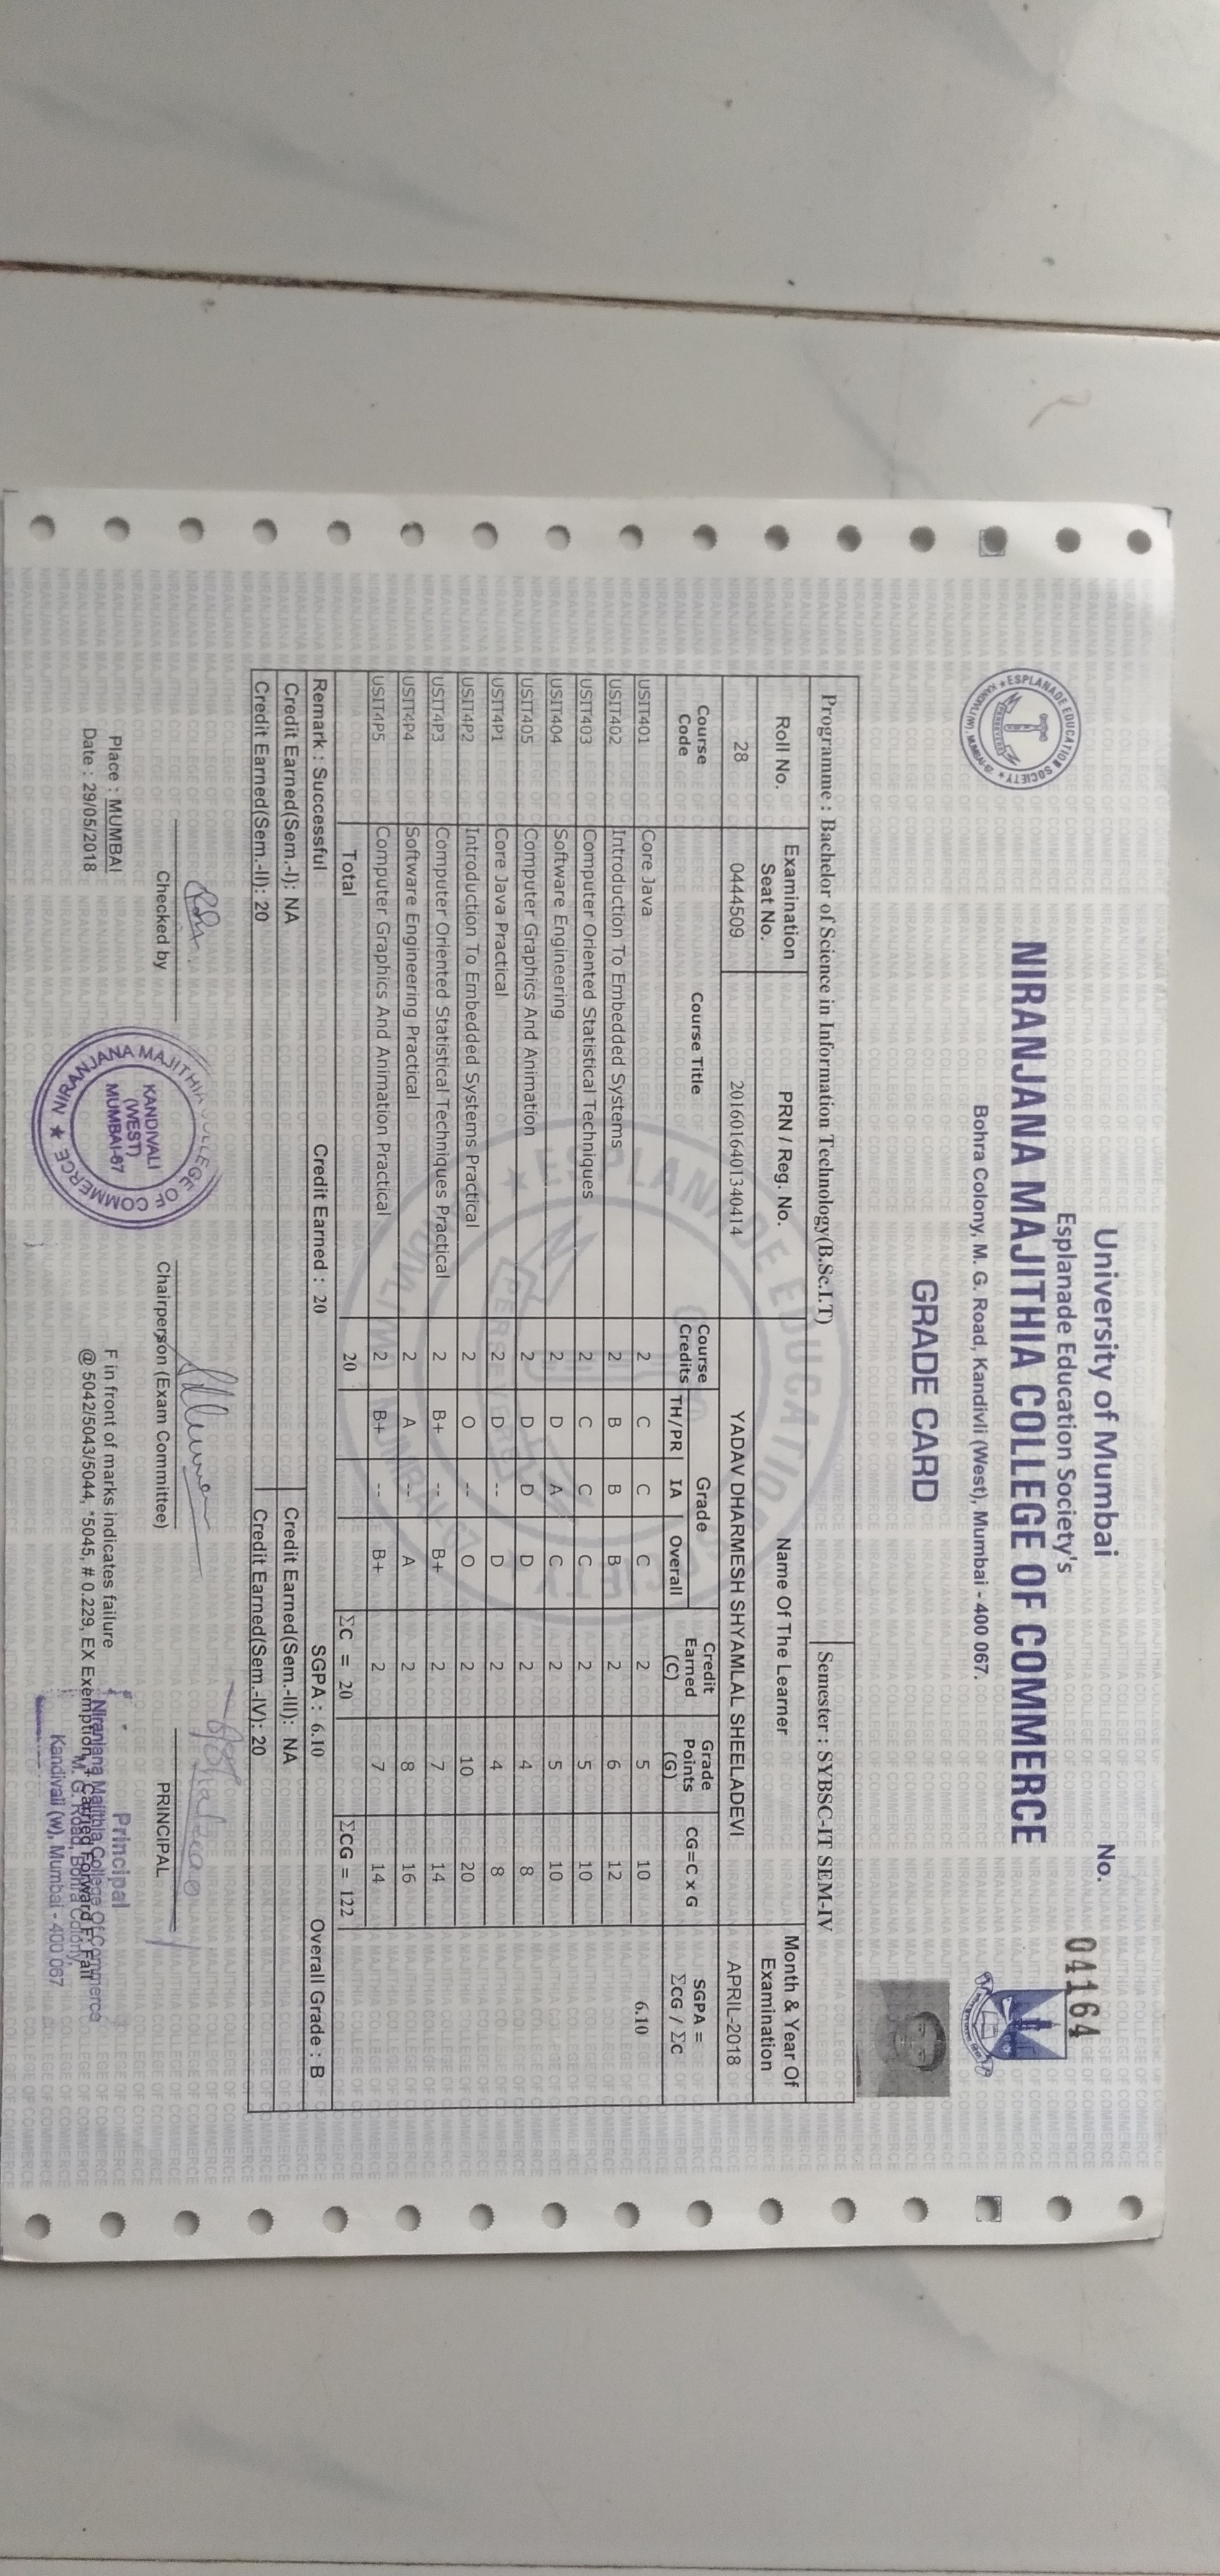 University of Mumbai
No. 04164
Esplanade Education Society's
NIRANJANA MAJITHIA COLLEGE OF COMMERCE
Bohra Colony, M. G. Road, Kandivli (West), Mumbai - 400 067.
GRADE CARD
Programme : Bachelor of Science in Information Technology(B.Sc.I.T) Semester : SYBSC-IT SEM-IV
Roll No. Examination Seat No. PRN / Reg. No. Name Of The Learner Month & Year Of Examination
28 0444509 2016016401340414 YADAV DHARMESH SHYAMLAL SHEELADEVI APRIL-2018
Course Code Course Title Course Credits Grade TH/PR IA Overall Credit Earned (C) Grade Points (G) CG=C x G SGPA = ΣCG / ΣC
USIT401 Core Java 2 C C C 2 5 10 6.10
USIT402 Introduction To Embedded Systems 2 B B B 2 6 12
USIT403 Computer Oriented Statistical Techniques 2 C C C 2 5 10
USIT404 Software Engineering 2 D A C 2 5 10
USIT405 Computer Graphics And Animation 2 D D D 2 4 8
USIT4P1 Core Java Practical 2 D -- D 2 4 8
USIT4P2 Introduction To Embedded Systems Practical 2 O -- O 2 10 20
USIT4P3 Computer Oriented Statistical Techniques Practical 2 B+ -- B+ 2 7 14
USIT4P4 Software Engineering Practical 2 A -- A 2 8 16
USIT4P5 Computer Graphics And Animation Practical 2 B+ -- B+ 2 7 14
Total 20 ΣC = 20 ΣCG = 122
Remark : Successful Credit Earned : 20 SGPA : 6.10 Overall Grade : B
Credit Earned(Sem.-I): NA Credit Earned(Sem.-III): NA
Credit Earned(Sem.-II): 20 Credit Earned(Sem.-IV): 20
Checked by Chairperson (Exam Committee) PRINCIPAL
NIRANJANA MAJITHIA COLLEGE OF COMMERCE
KANDIVALI
(WEST)
MUMBAI-67
Place : MUMBAI
F in front of marks indicates failure
Date : 29/05/2018
@ 5042/5043/5044, *5045, # 0.229, EX Exemption, + Carried Forward F: Fail
Principal
Niranjana Majithia College Of Commerce
M. G. Road, Bohra Colony,
Kandivali (W), Mumbai - 400 067